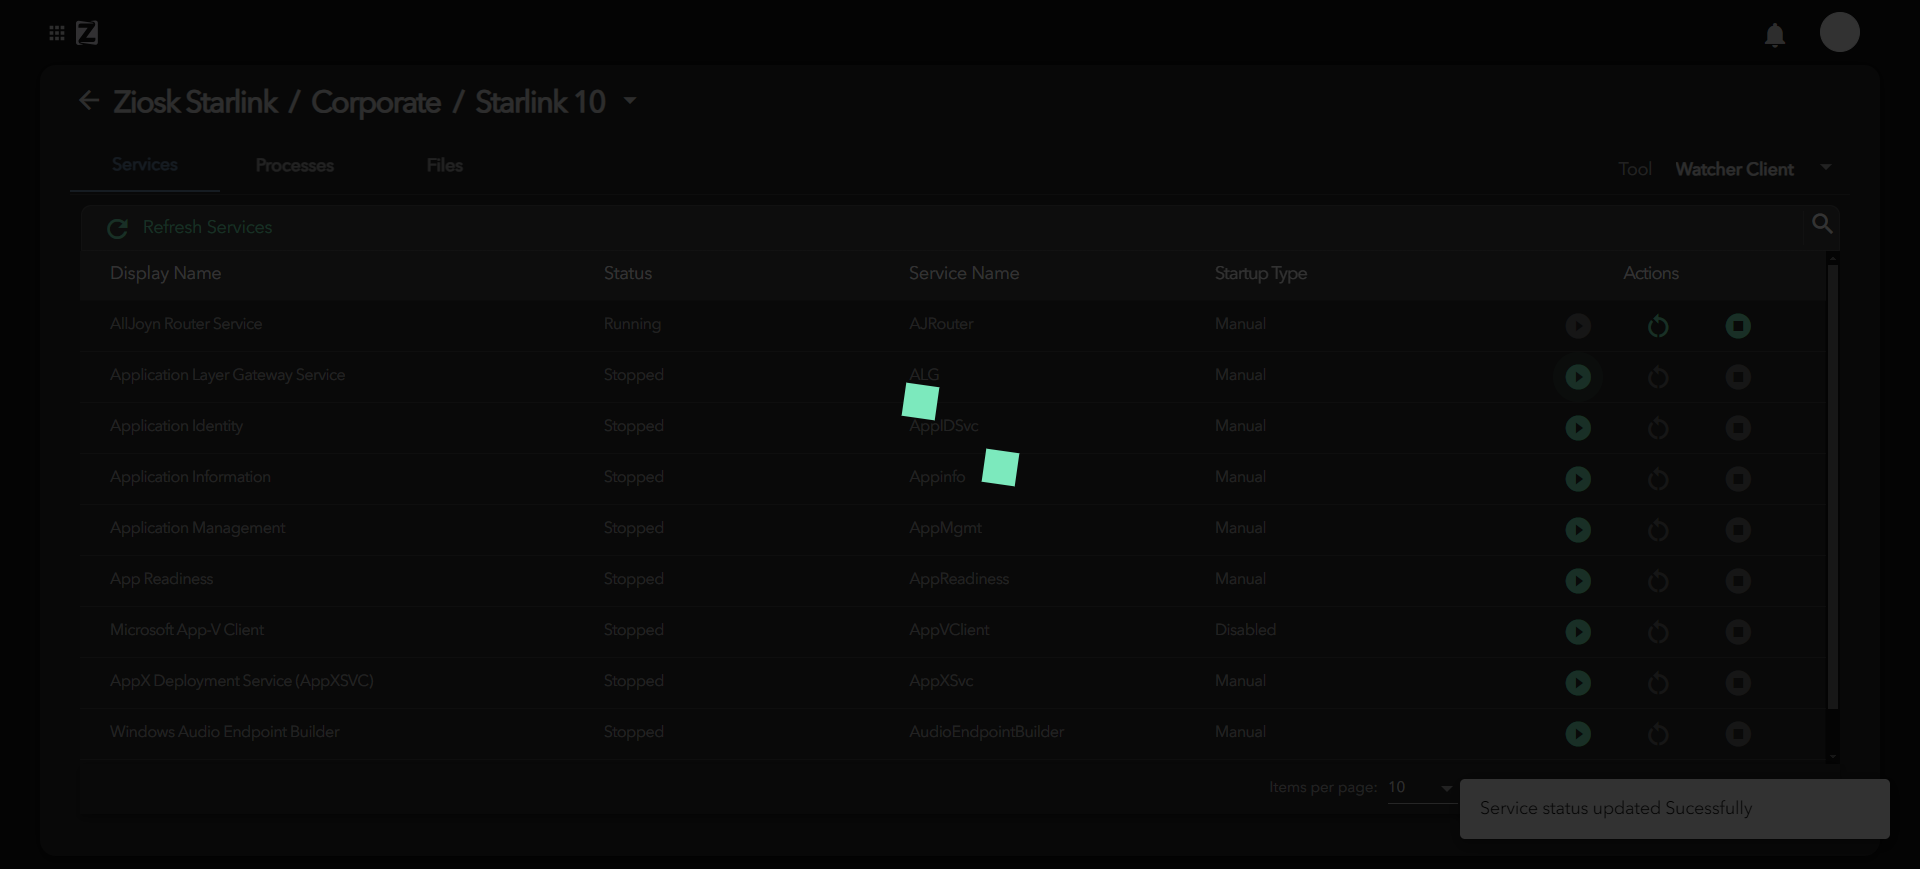 Z
Ziosk Starlink / Corporate / Starlink 10
Services Processes Files Tool Watcher Client
Refresh Services
Display Name Status Service Name Startup Type Actions
AllJoyn Router Service Running AJRouter Manual
Application Layer Gateway Service Stopped ALG Manual
Application Identity Stopped AppIDSvc Manual
Application Information Stopped Appinfo Manual
Application Management Stopped AppMgmt Manual
App Readiness Stopped AppReadiness Manual
Microsoft App-V Client Stopped AppVClient Disabled
AppX Deployment Service (AppXSVC) Stopped AppXSvc Manual
Windows Audio Endpoint Builder Stopped AudioEndpointBuilder Manual
Items per page: 10
Service status updated Sucessfully